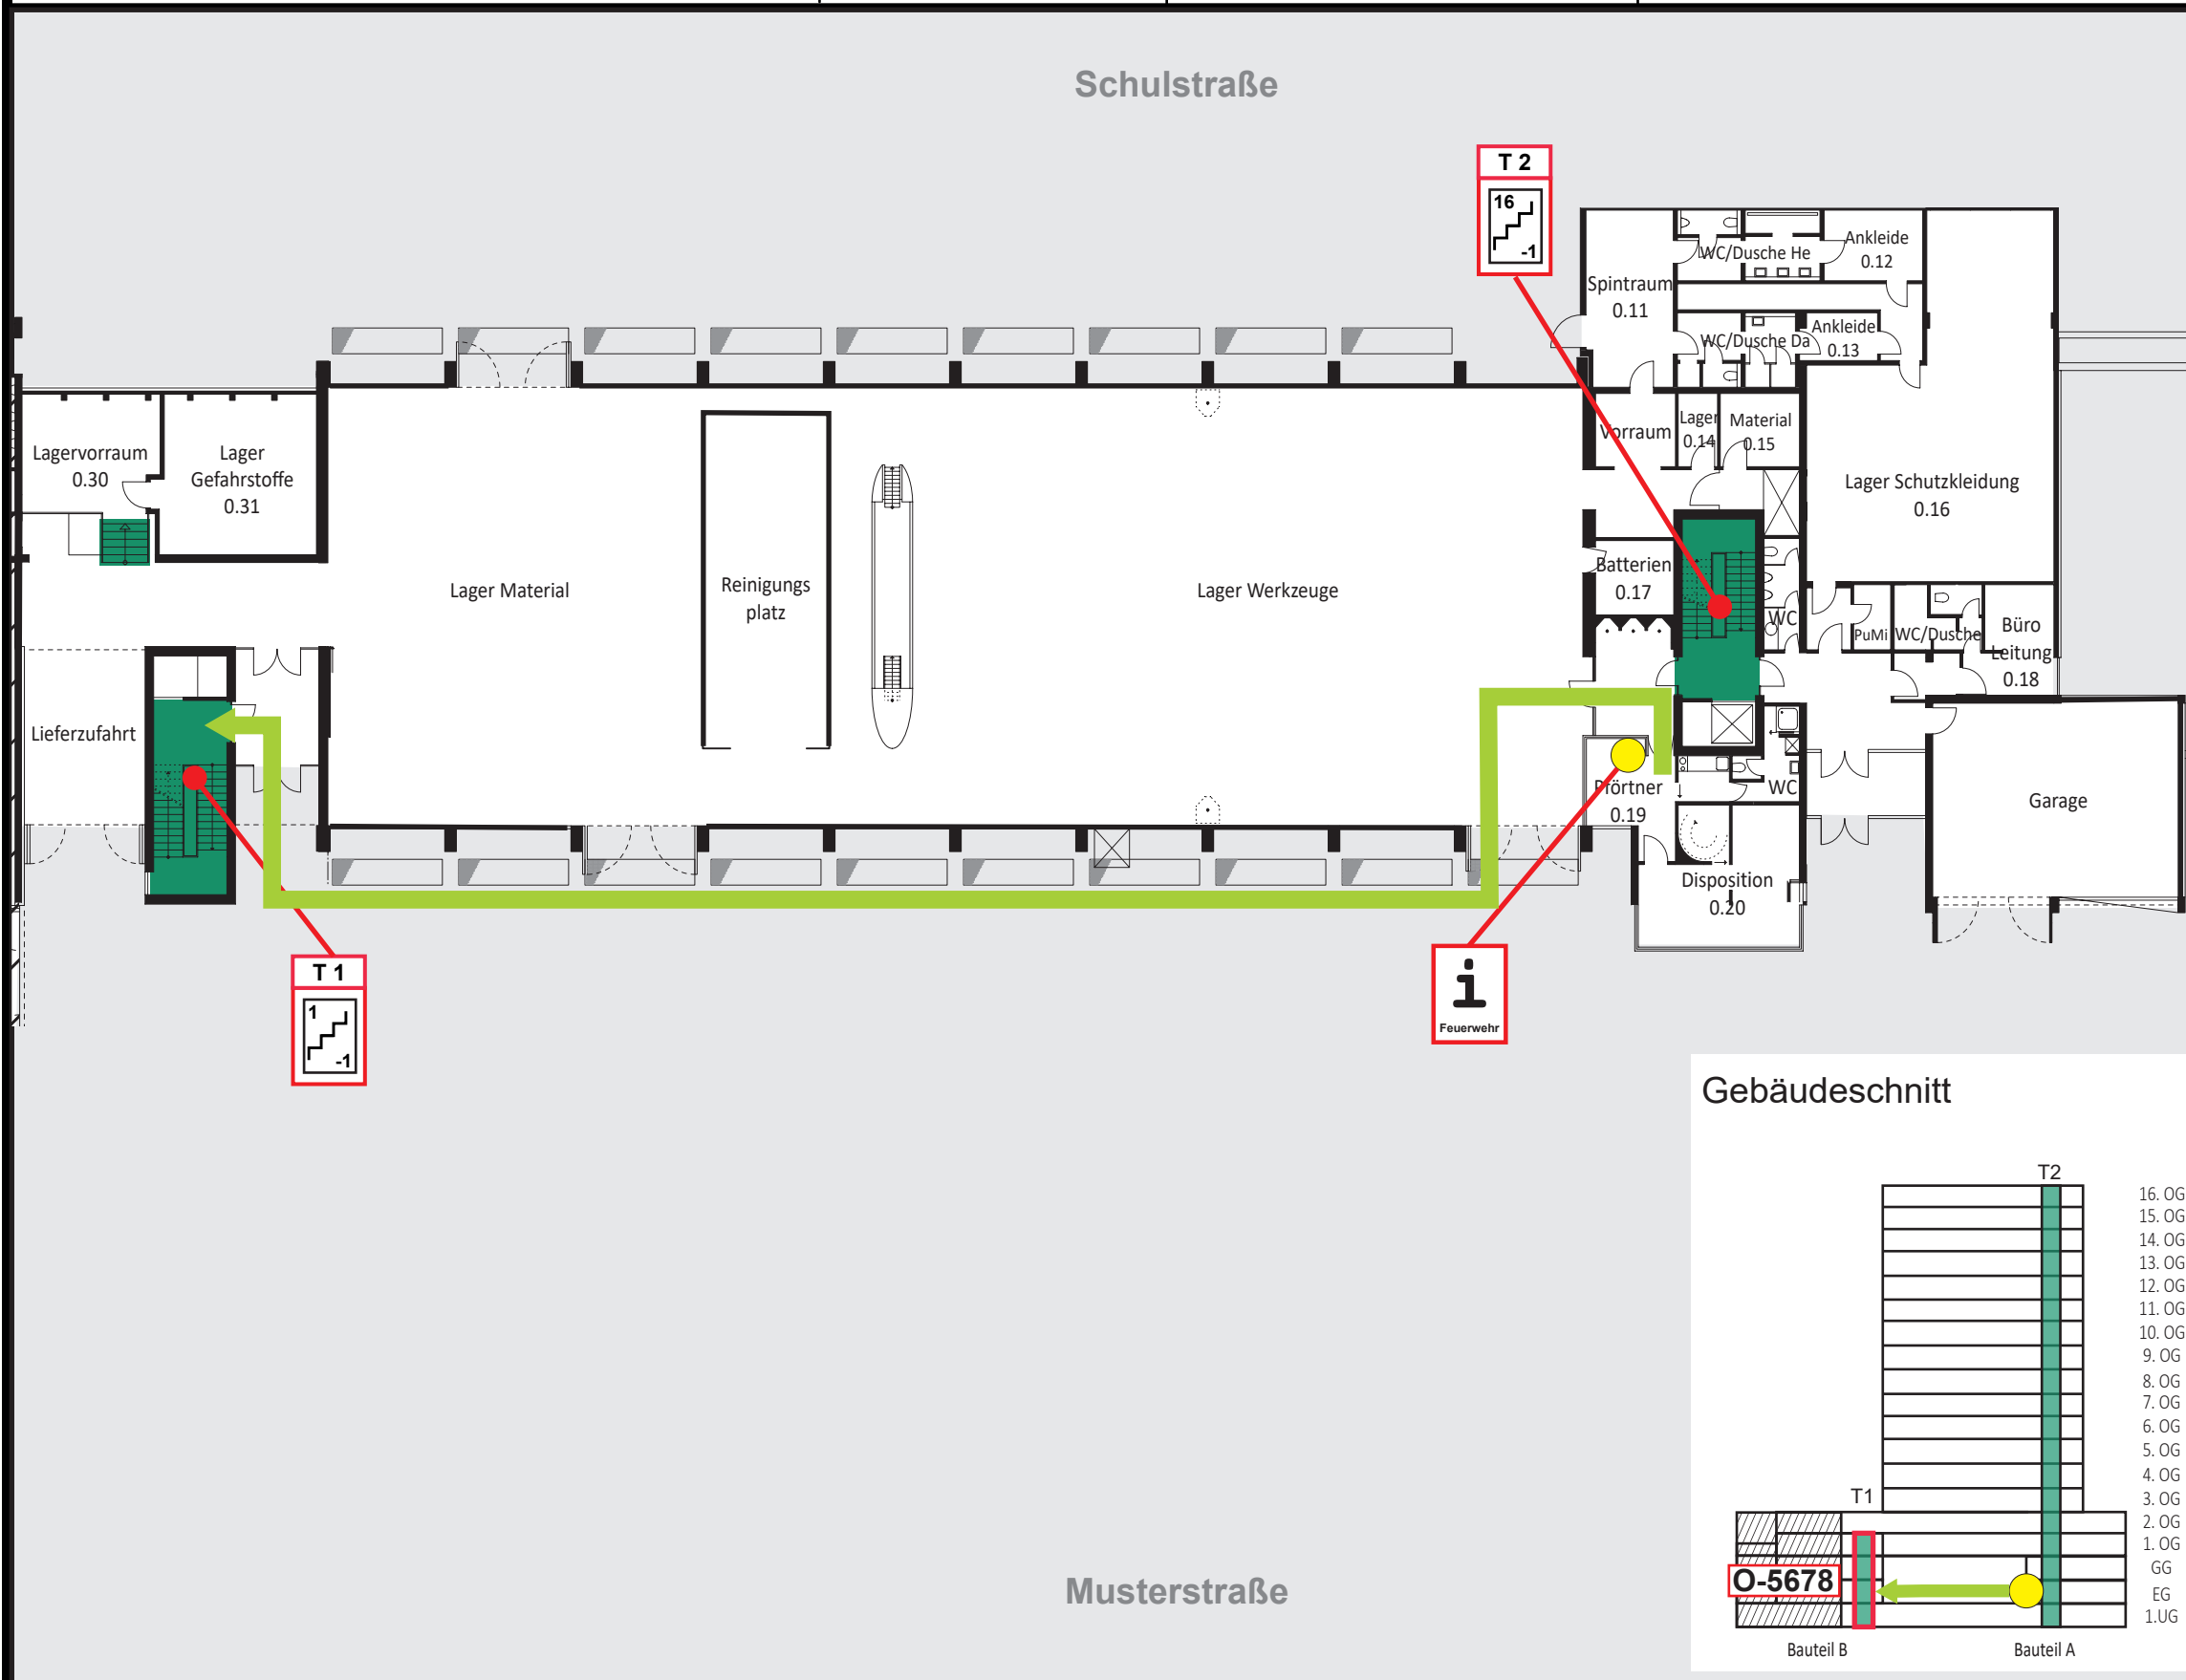 Schulstraße
T 2
16
-1
Ankleide
0.12
WC/Dusche He
Spintraum
0.11
Ankleide
0.13
WC/Dusche Da
Vorraum
Lager
0.14
Material
0.15
Lagervorraum
0.30
Lager
Gefahrstoffe
0.31
Lager Schutzkleidung
0.16
Lager Material
Reinigungs
platz
Lager Werkzeuge
Batterien
0.17
WC
PuMi
WC/Dusche
Büro
Leitung
0.18
Lieferzufahrt
Pförtner
0.19
WC
Garage
Disposition
0.20
T 1
1
-1
i
Feuerwehr
Gebäudeschnitt
T2
16. OG
15. OG
14. OG
13. OG
12. OG
11. OG
10. OG
9. OG
8. OG
7. OG
6. OG
5. OG
4. OG
T1
3. OG
2. OG
1. OG
GG
O-5678
EG
1.UG
Bauteil B
Bauteil A
Musterstraße